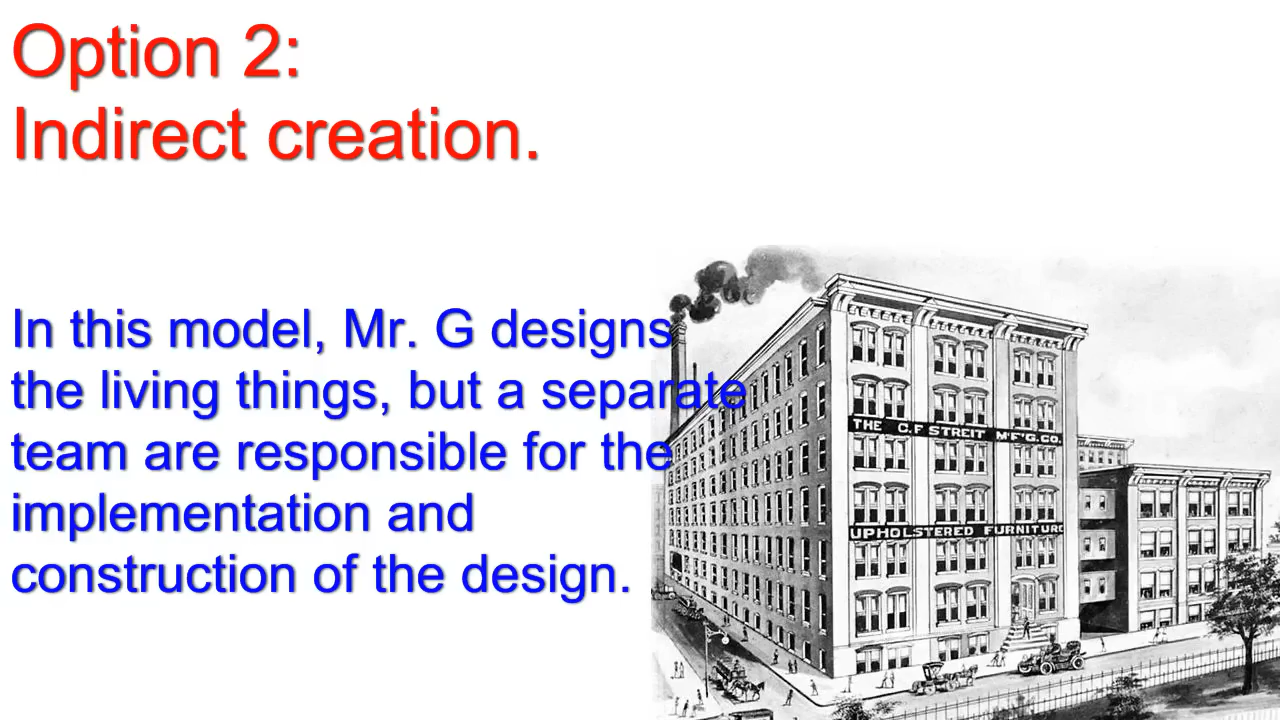 Option 2:
Indirect creation.
In this model, Mr. G designs
the living things, but a separate
team are responsible for the
implementation and
construction of the design.
THE C.F STREIT M'F'G.CO.
UPHOLSTERED FURNITURE